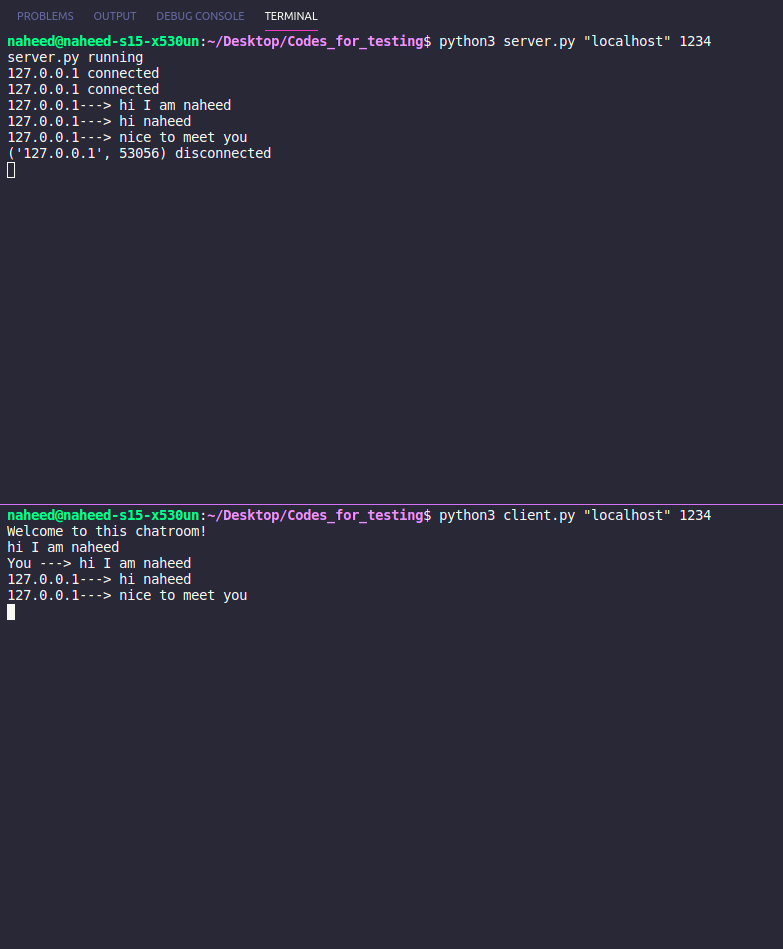 PROBLEMS OUTPUT DEBUG CONSOLE TERMINAL
naheed@naheed-s15-x530un:~/Desktop/Codes_for_testing$ python3 server.py "localhost" 1234
server.py running
127.0.0.1 connected
127.0.0.1 connected
127.0.0.1---> hi I am naheed
127.0.0.1---> hi naheed
127.0.0.1---> nice to meet you
('127.0.0.1', 53056) disconnected
naheed@naheed-s15-x530un:~/Desktop/Codes_for_testing$ python3 client.py "localhost" 1234
Welcome to this chatroom!
hi I am naheed
You ---> hi I am naheed
127.0.0.1---> hi naheed
127.0.0.1---> nice to meet you